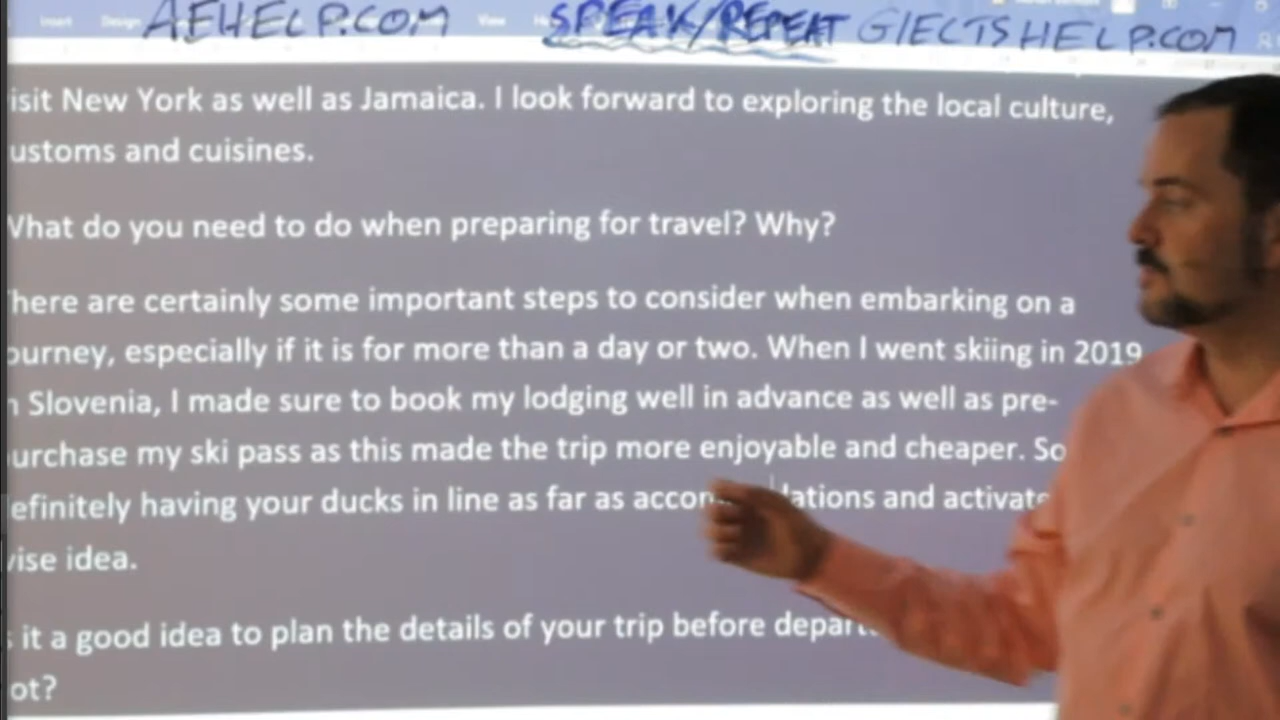 AEHELP.COM SPEAK/REPEAT GIECTSHELP.COM
isit New York as well as Jamaica. I look forward to exploring the local culture,
ustoms and cuisines.
What do you need to do when preparing for travel? Why?
here are certainly some important steps to consider when embarking on a
ourney, especially if it is for more than a day or two. When I went skiing in 2019
n Slovenia, I made sure to book my lodging well in advance as well as pre-
urchase my ski pass as this made the trip more enjoyable and cheaper. So
efinitely having your ducks in line as far as and
ise idea.
it a good idea to plan the details of your trip before
ot?